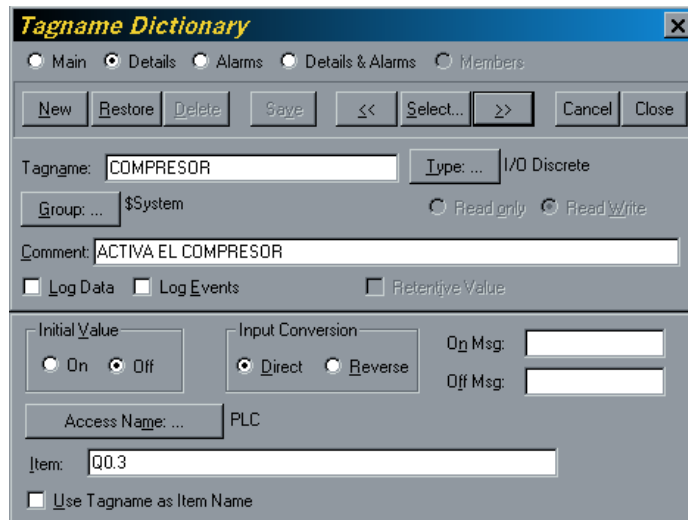 Tagname Dictionary
Main Details Alarms Details & Alarms Members
New Restore Delete Save << Select... >> Cancel Close
Tagname: COMPRESOR Type: ... I/O Discrete
Group: ... $System Read only Read Write
Comment: ACTIVA EL COMPRESOR
Log Data Log Events Retentive Value
Initial Value Input Conversion On Msg:
On Off Direct Reverse Off Msg:
Access Name: ... PLC
Item: Q0.3
Use Tagname as Item Name